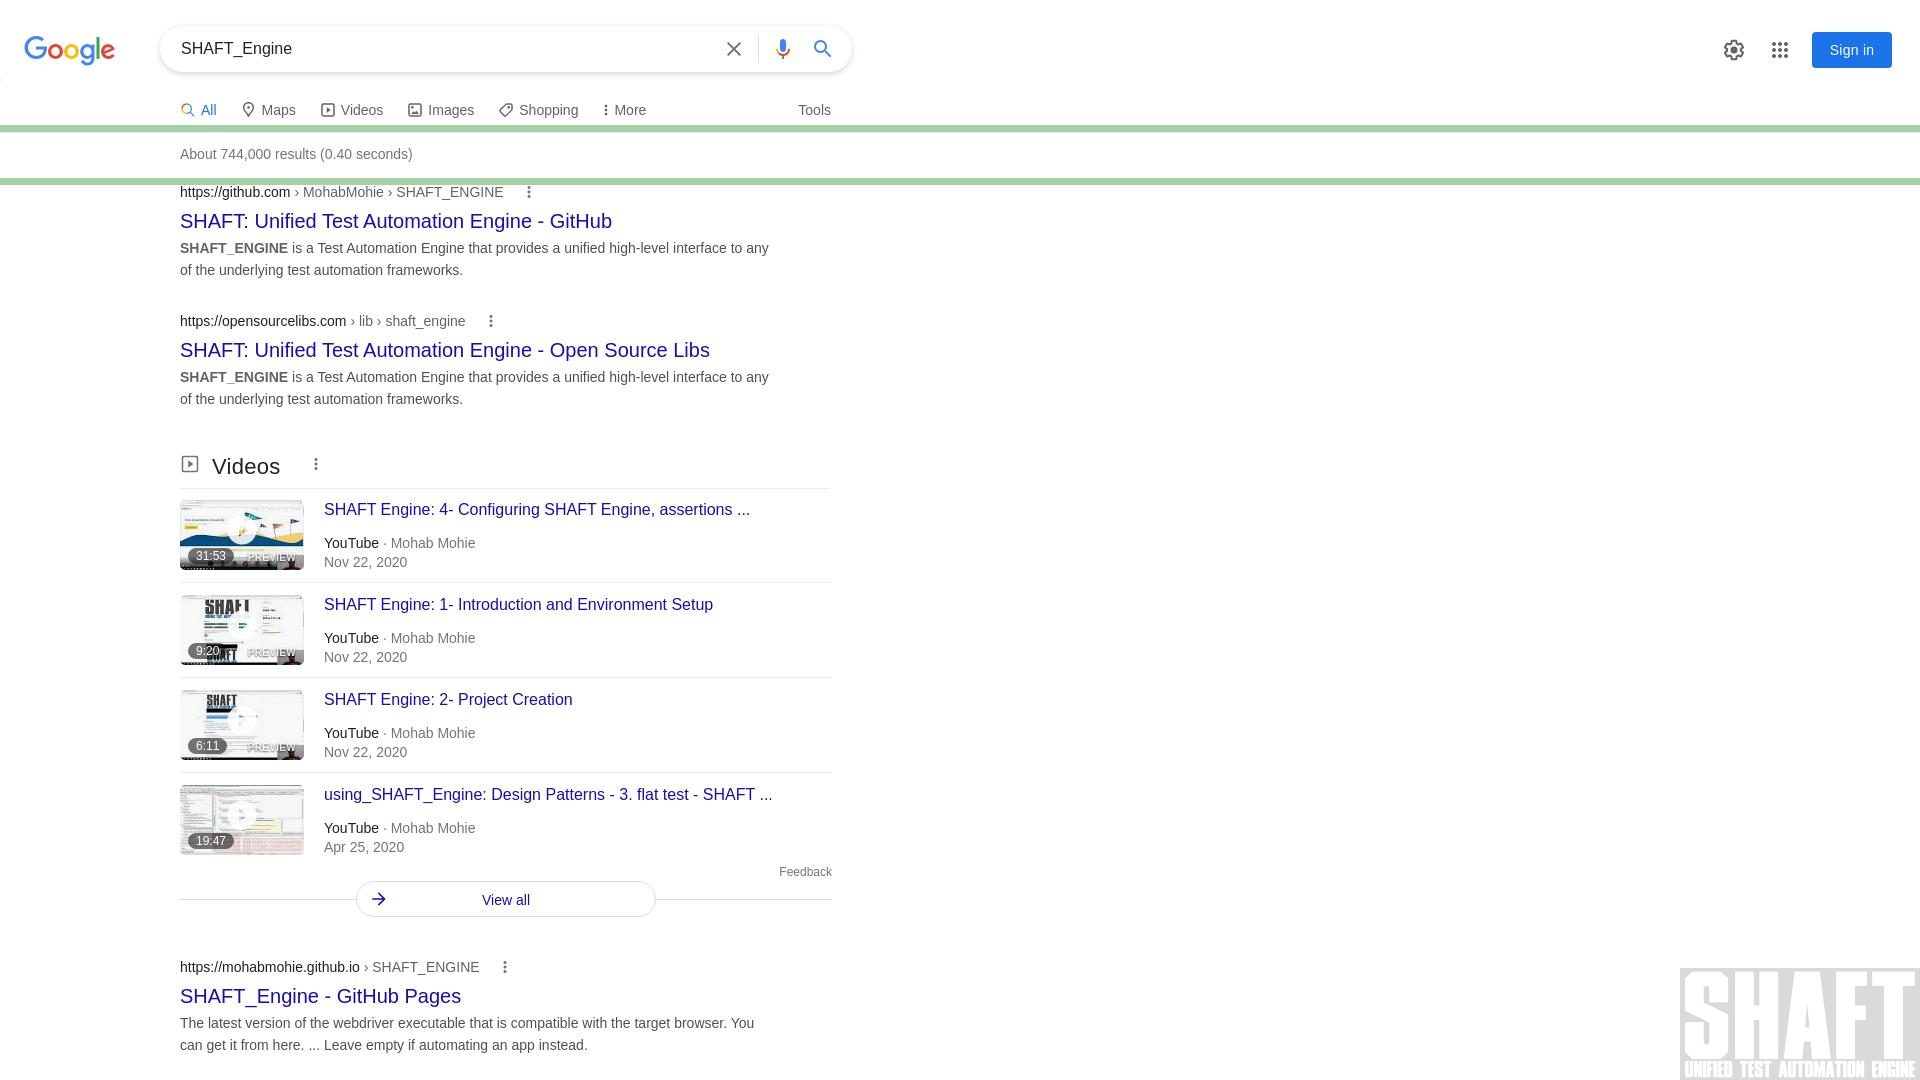 Google
SHAFT_Engine
Sign in
All
Maps
Videos
Images
Shopping
More
Tools
About 744,000 results (0.40 seconds)
https://github.com › MohabMohie › SHAFT_ENGINE
SHAFT: Unified Test Automation Engine - GitHub
SHAFT_ENGINE is a Test Automation Engine that provides a unified high-level interface to any
of the underlying test automation frameworks.
https://opensourcelibs.com › lib › shaft_engine
SHAFT: Unified Test Automation Engine - Open Source Libs
SHAFT_ENGINE is a Test Automation Engine that provides a unified high-level interface to any
of the underlying test automation frameworks.
Videos
SHAFT Engine: 4- Configuring SHAFT Engine, assertions ...
31:53
PREVIEW
YouTube · Mohab Mohie
Nov 22, 2020
SHAFT
SHAFT Engine: 1- Introduction and Environment Setup
9:20
PREVIEW
YouTube · Mohab Mohie
Nov 22, 2020
SHAFT
SHAFT Engine: 2- Project Creation
6:11
PREVIEW
YouTube · Mohab Mohie
Nov 22, 2020
using_SHAFT_Engine: Design Patterns - 3. flat test - SHAFT ...
19:47
YouTube · Mohab Mohie
Apr 25, 2020
Feedback
View all
https://mohabmohie.github.io › SHAFT_ENGINE
SHAFT_Engine - GitHub Pages
The latest version of the webdriver executable that is compatible with the target browser. You
can get it from here. ... Leave empty if automating an app instead.
SHAFT
UNIFIED TEST AUTOMATION ENGINE